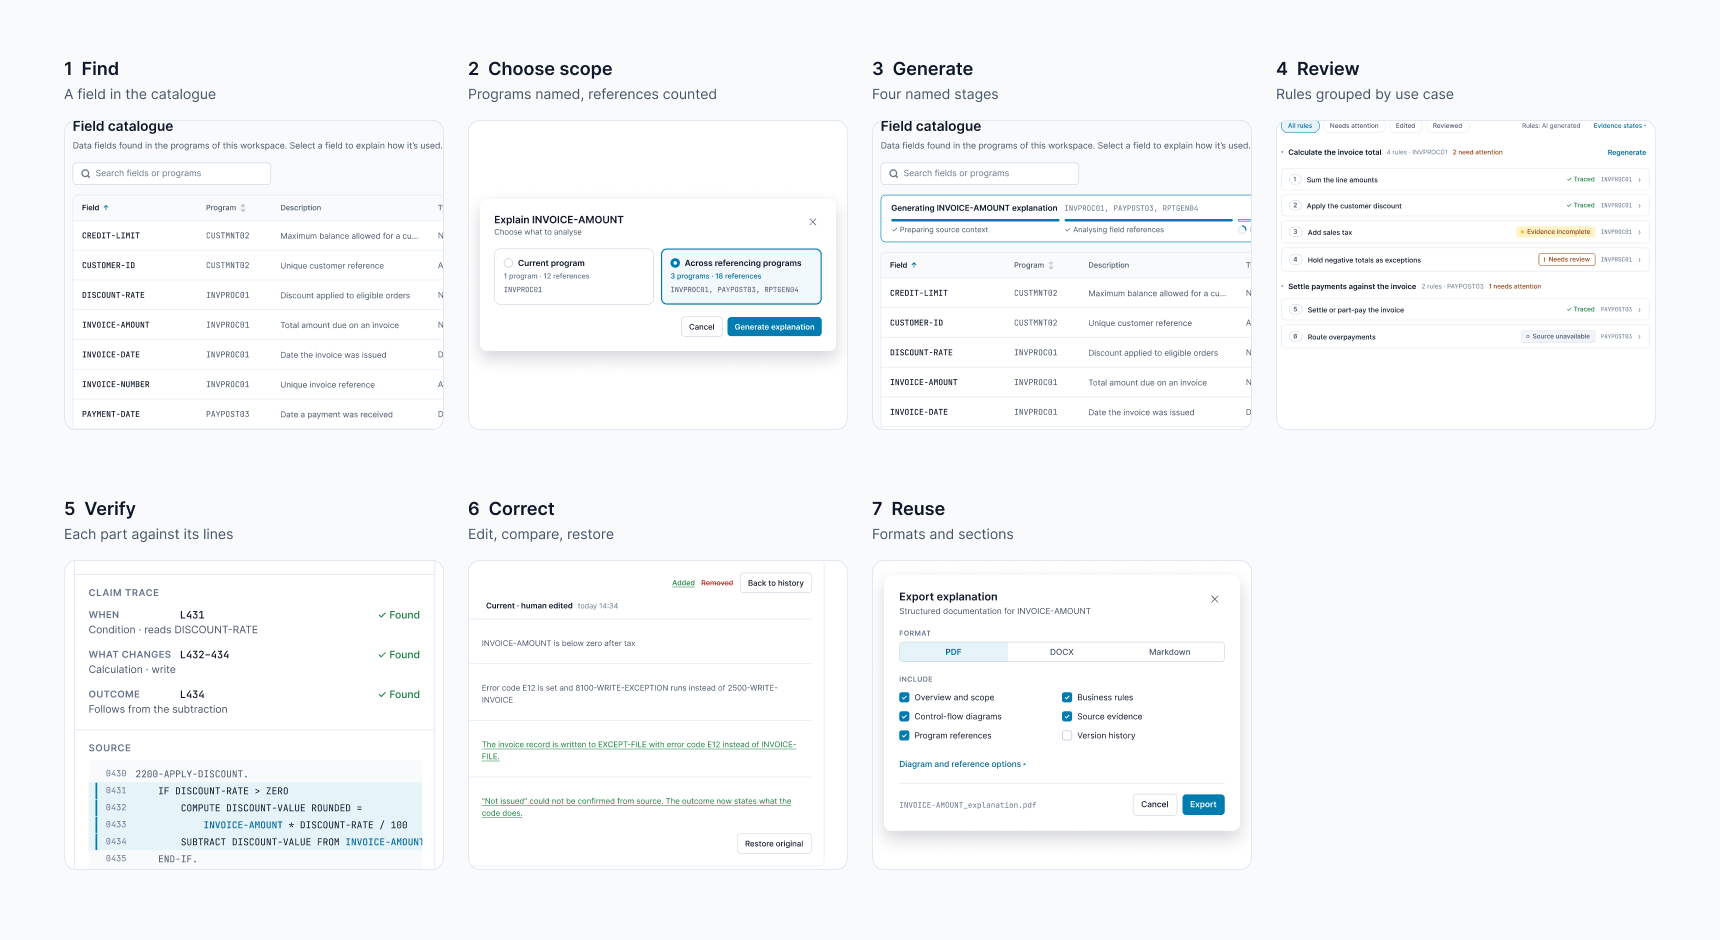 1 Find
A field in the catalogue
Field catalogue
Data fields found in the programs of this workspace. Select a field to explain how it's used.
Search fields or programs
Field ↑ Program Description
CREDIT-LIMIT CUSTMNT02 Maximum balance allowed for a cu... N
CUSTOMER-ID CUSTMNT02 Unique customer reference A
DISCOUNT-RATE INVPROC01 Discount applied to eligible orders N
INVOICE-AMOUNT INVPROC01 Total amount due on an invoice N
INVOICE-DATE INVPROC01 Date the invoice was issued D
INVOICE-NUMBER INVPROC01 Unique invoice reference A
PAYMENT-DATE PAYPOST03 Date a payment was received D
2 Choose scope
Programs named, references counted
Explain INVOICE-AMOUNT
Choose what to analyse
Current program
1 program · 12 references
INVPROC01
Across referencing programs
3 programs · 18 references
INVPROC01, PAYPOST03, RPTGEN04
Cancel
Generate explanation
3 Generate
Four named stages
Field catalogue
Data fields found in the programs of this workspace. Select a field to explain how it's used.
Search fields or programs
Generating INVOICE-AMOUNT explanation INVPROC01, PAYPOST03, RPTGEN04
✓ Preparing source context ✓ Analysing field references
Field ↑ Program Description
CREDIT-LIMIT CUSTMNT02 Maximum balance allowed for a cu... N
CUSTOMER-ID CUSTMNT02 Unique customer reference A
DISCOUNT-RATE INVPROC01 Discount applied to eligible orders N
INVOICE-AMOUNT INVPROC01 Total amount due on an invoice N
INVOICE-DATE INVPROC01 Date the invoice was issued D
4 Review
Rules grouped by use case
All rules Needs attention Edited Reviewed Rules: AI generated Evidence states
Calculate the invoice total 4 rules · INVPROC01 2 need attention Regenerate
1 Sum the line amounts ✓ Traced INVPROC01 ›
2 Apply the customer discount ✓ Traced INVPROC01 ›
3 Add sales tax Evidence incomplete INVPROC01 ›
4 Hold negative totals as exceptions ! Needs review INVPROC01 ›
Settle payments against the invoice 2 rules · PAYPOST03 1 needs attention
5 Settle or part-pay the invoice ✓ Traced PAYPOST03 ›
6 Route overpayments Source unavailable PAYPOST03 ›
5 Verify
Each part against its lines
CLAIM TRACE
WHEN L431 ✓ Found
Condition · reads DISCOUNT-RATE
WHAT CHANGES L432–434 ✓ Found
Calculation · write
OUTCOME L434 ✓ Found
Follows from the subtraction
SOURCE
0430 2200-APPLY-DISCOUNT.
0431 IF DISCOUNT-RATE > ZERO
0432 COMPUTE DISCOUNT-VALUE ROUNDED =
0433 INVOICE-AMOUNT * DISCOUNT-RATE / 100
0434 SUBTRACT DISCOUNT-VALUE FROM INVOICE-AMOUNT
0435 END-IF.
6 Correct
Edit, compare, restore
Added Removed Back to history
Current · human edited today 14:34
INVOICE-AMOUNT is below zero after tax
Error code E12 is set and 8100-WRITE-EXCEPTION runs instead of 2500-WRITE-
INVOICE
The invoice record is written to EXCEPT-FILE with error code E12 instead of INVOICE-
FILE.
"Not issued" could not be confirmed from source. The outcome now states what the
code does.
Restore original
7 Reuse
Formats and sections
Export explanation
Structured documentation for INVOICE-AMOUNT
FORMAT
PDF DOCX Markdown
INCLUDE
Overview and scope Business rules
Control-flow diagrams Source evidence
Program references Version history
Diagram and reference options
INVOICE-AMOUNT_explanation.pdf Cancel Export